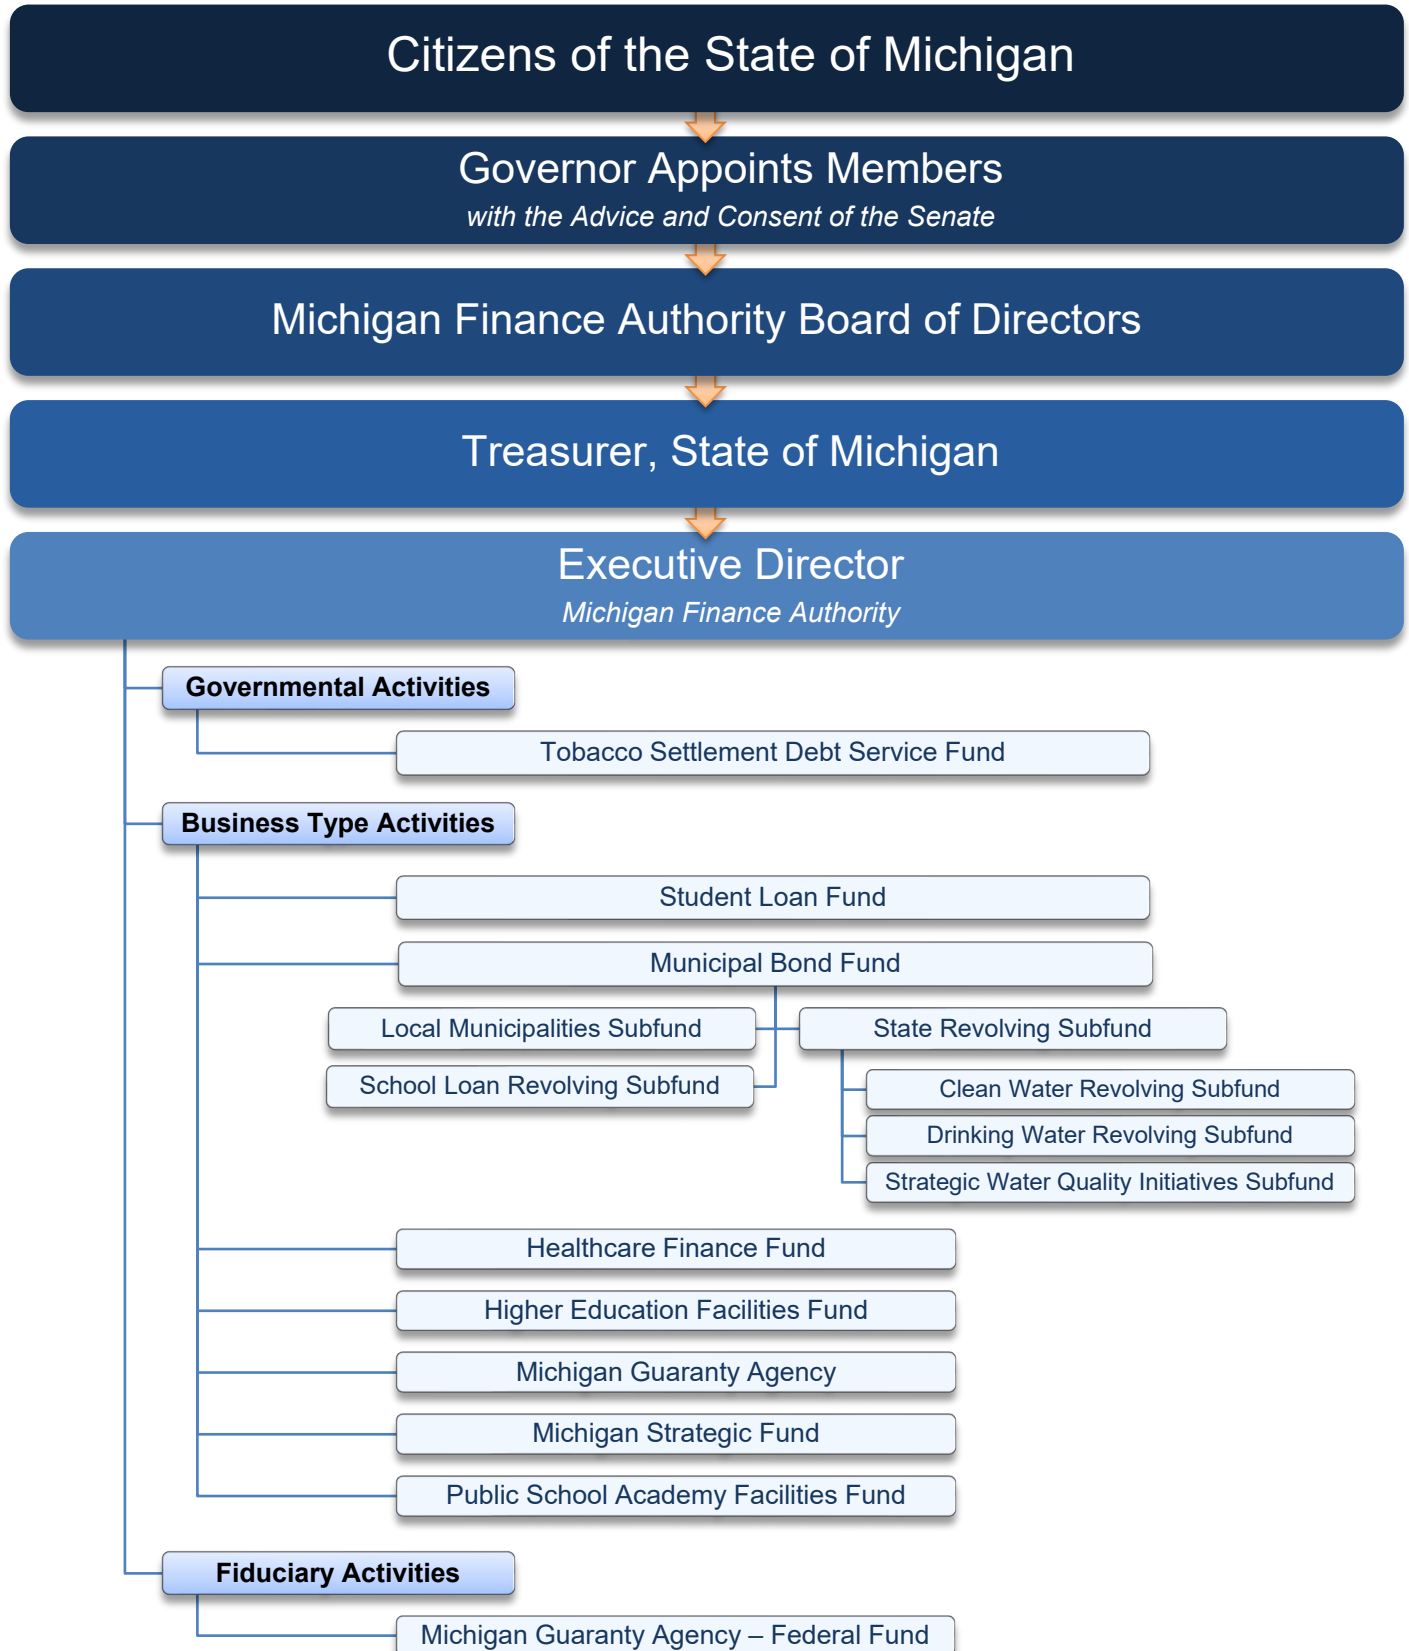 Citizens of the State of Michigan
Governor Appoints Members
with the Advice and Consent of the Senate
Michigan Finance Authority Board of Directors
Treasurer, State of Michigan
Executive Director
Michigan Finance Authority
Governmental Activities
Tobacco Settlement Debt Service Fund
Business Type Activities
Student Loan Fund
Municipal Bond Fund
Local Municipalities Subfund
State Revolving Subfund
School Loan Revolving Subfund
Clean Water Revolving Subfund
Drinking Water Revolving Subfund
Strategic Water Quality Initiatives Subfund
Healthcare Finance Fund
Higher Education Facilities Fund
Michigan Guaranty Agency
Michigan Strategic Fund
Public School Academy Facilities Fund
Fiduciary Activities
Michigan Guaranty Agency – Federal Fund